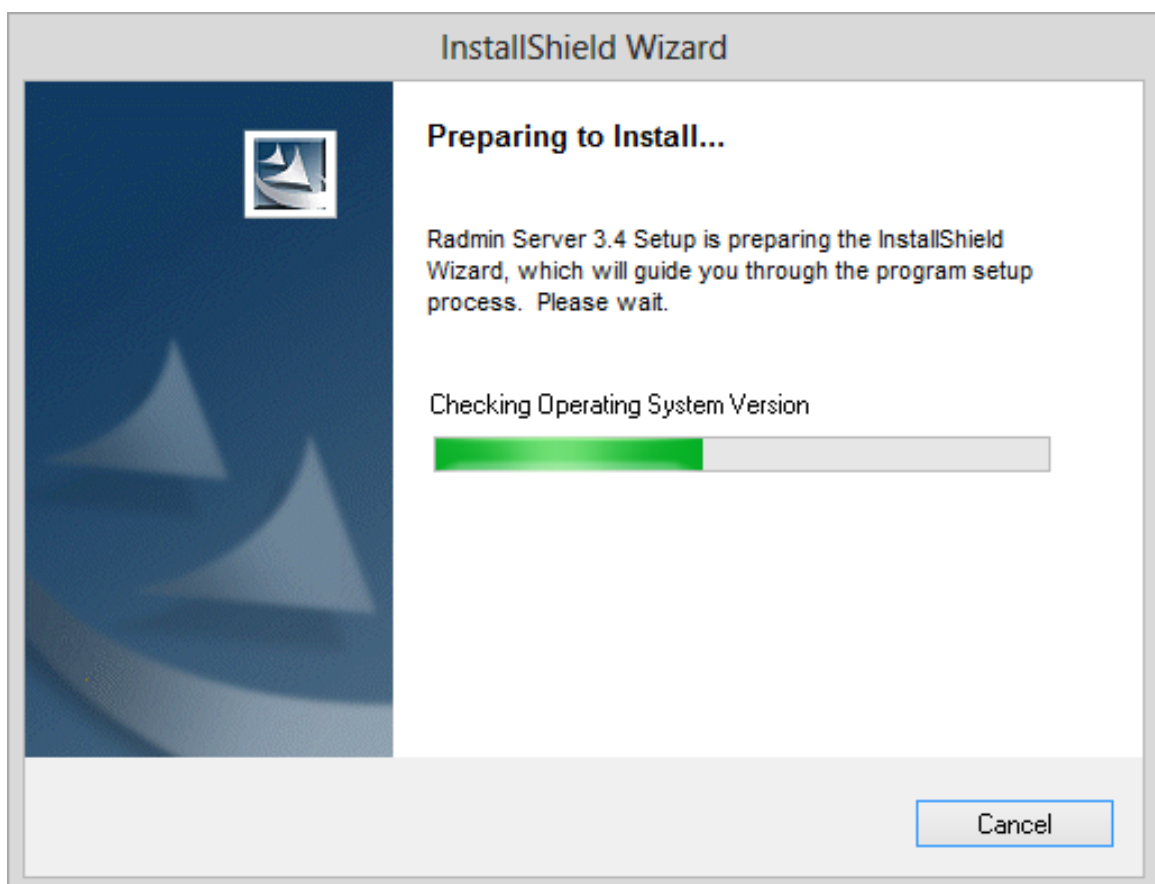 InstallShield Wizard
Preparing to Install...
Radmin Server 3.4 Setup is preparing the InstallShield
Wizard, which will guide you through the program setup
process.  Please wait.
Checking Operating System Version
Cancel